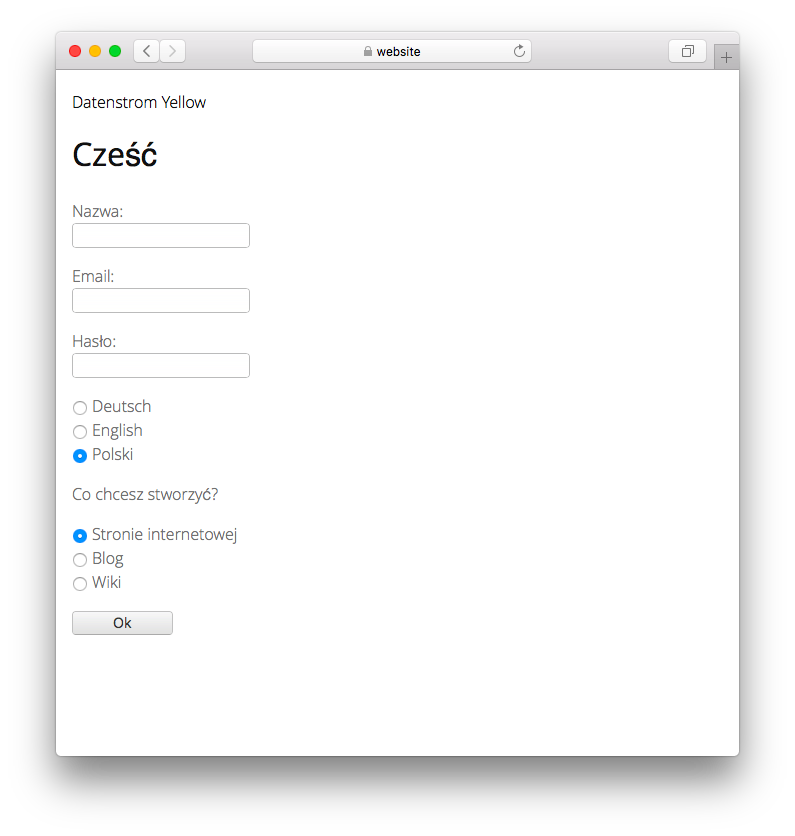 website
Datenstrom Yellow
Cześć
Nazwa:
Email:
Hasło:
Deutsch
English
Polski
Co chcesz stworzyć?
Stronie internetowej
Blog
Wiki
Ok